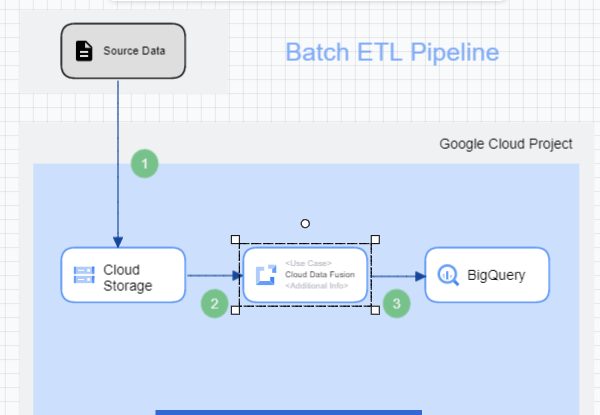 Source Data
Batch ETL Pipeline
Google Cloud Project
1
Cloud
Storage
2
<Use Case>
Cloud Data Fusion
<Additional Info>
3
BigQuery